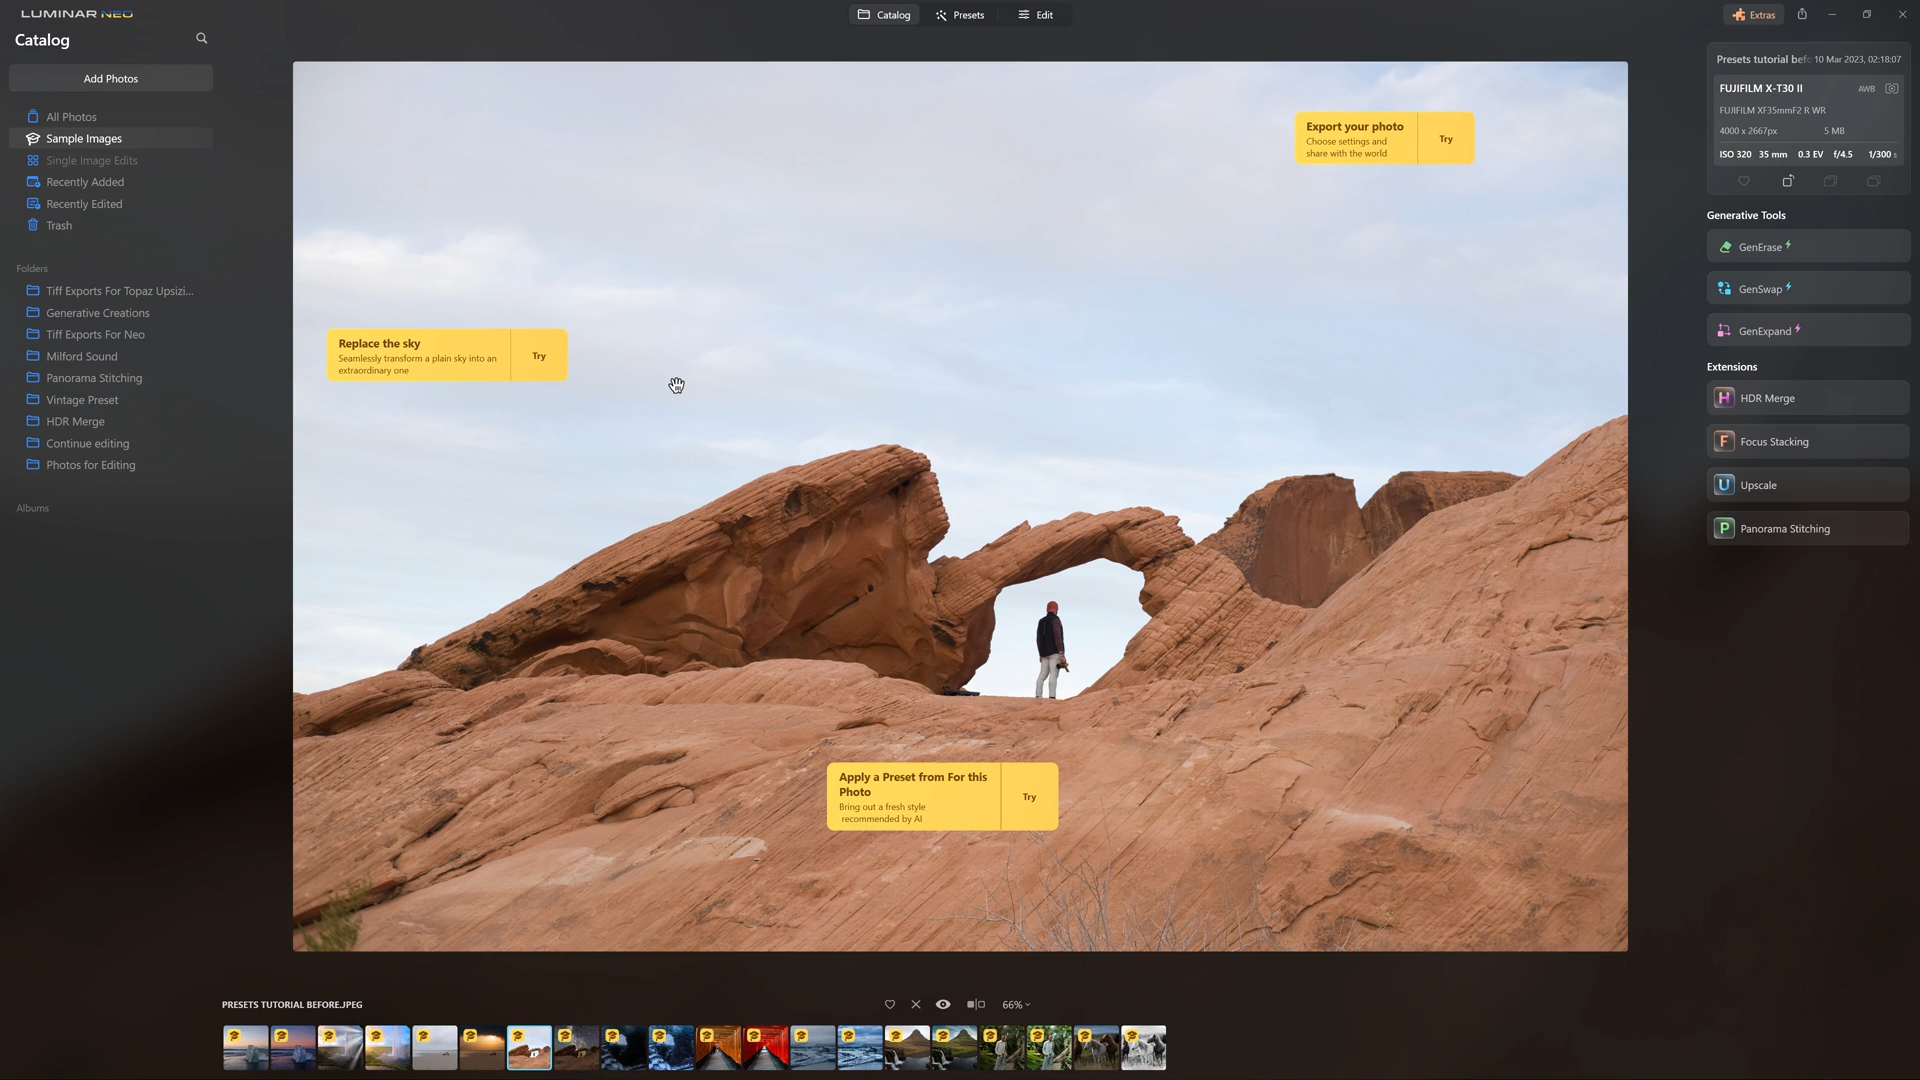 LUMINAR NEO
Catalog
Presets
Edit
Extras
Catalog
Add Photos
All Photos
Sample Images
Single Image Edits
Recently Added
Recently Edited
Trash
Folders
Tiff Exports For Topaz Upsizi...
Generative Creations
Tiff Exports For Neo
Milford Sound
Panorama Stitching
Vintage Preset
HDR Merge
Continue editing
Photos for Editing
Albums
Export your photo
Choose settings and
share with the world
Try
Replace the sky
Seamlessly transform a plain sky into an
extraordinary one
Try
Apply a Preset from For this
Photo
Bring out a fresh style
recommended by AI
Try
Presets tutorial befo 10 Mar 2023, 02:18:07
FUJIFILM X-T30 II AWB
FUJIFILM XF35mmF2 R WR
4000 x 2667px 5 MB
ISO 320 35 mm 0.3 EV f/4.5 1/300 s
Generative Tools
GenErase
GenSwap
GenExpand
Extensions
H HDR Merge
F Focus Stacking
U Upscale
P Panorama Stitching
PRESETS TUTORIAL BEFORE.JPEG
66%